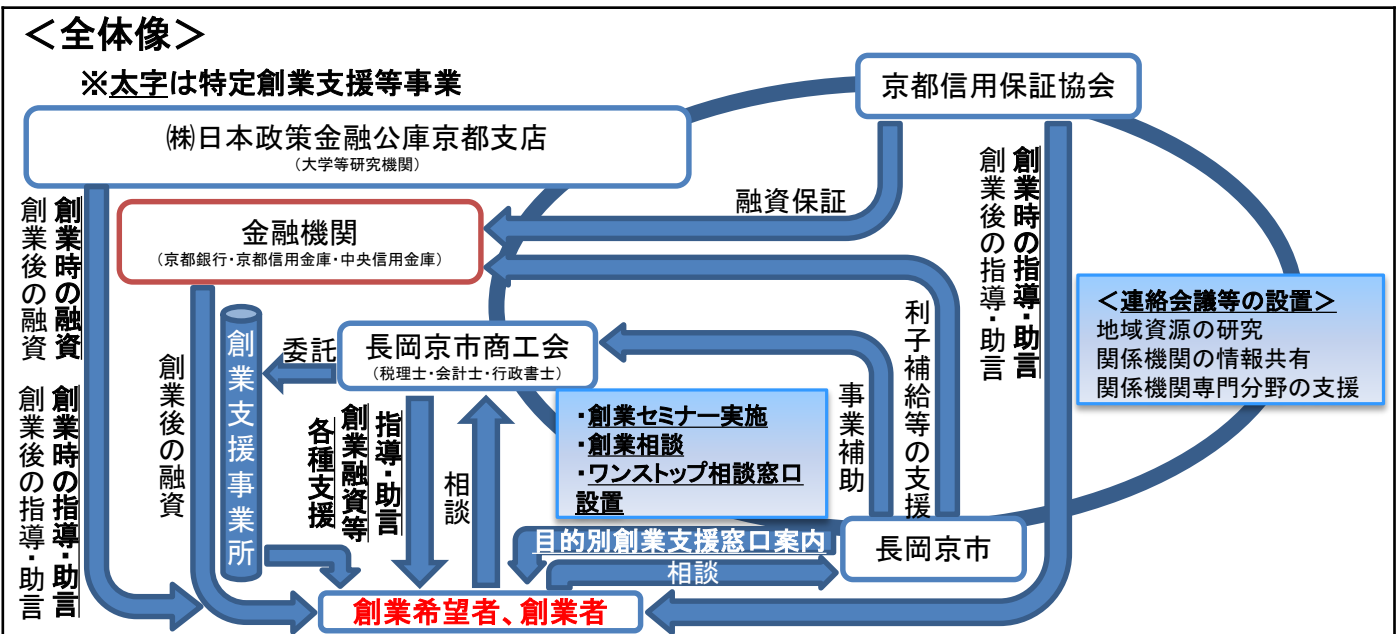 ＜全体像＞
※太字は特定創業支援等事業
京都信用保証協会
㈱日本政策金融公庫京都支店
（大学等研究機関）
融資保証
金融機関
（京都銀行・京都信用金庫・中央信用金庫）
創業時の融資
創業後の融資
創業時の指導・助言
創業後の指導・助言
創業時の指導・助言
創業後の指導・助言
＜連絡会議等の設置＞
地域資源の研究
関係機関の情報共有
関係機関専門分野の支援
創業後の融資
創業支援事業所
委託
長岡京市商工会
（税理士・会計士・行政書士）
指導・助言
創業融資等
各種支援
相談
・創業セミナー実施
・創業相談
・ワンストップ相談窓口
設置
事業補助
利子補給等の支援
目的別創業支援窓口案内
相談
長岡京市
創業希望者、創業者